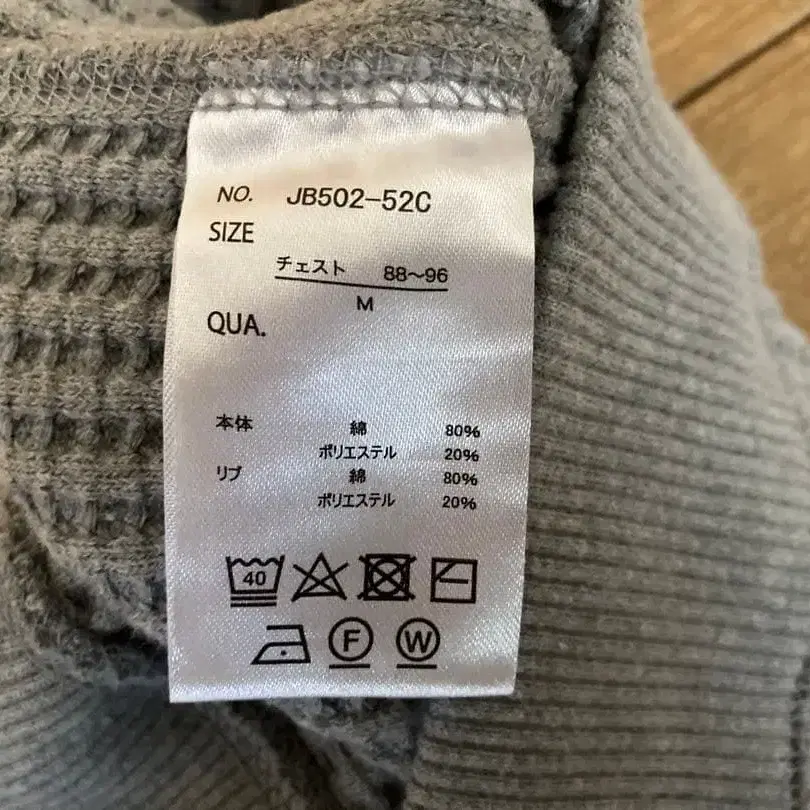 NO. JB502-52C
SIZE
チェスト 88〜96
M
QUA.
本体 綿 80%
ポリエステル 20%
リブ 綿 80%
ポリエステル 20%
40
F W